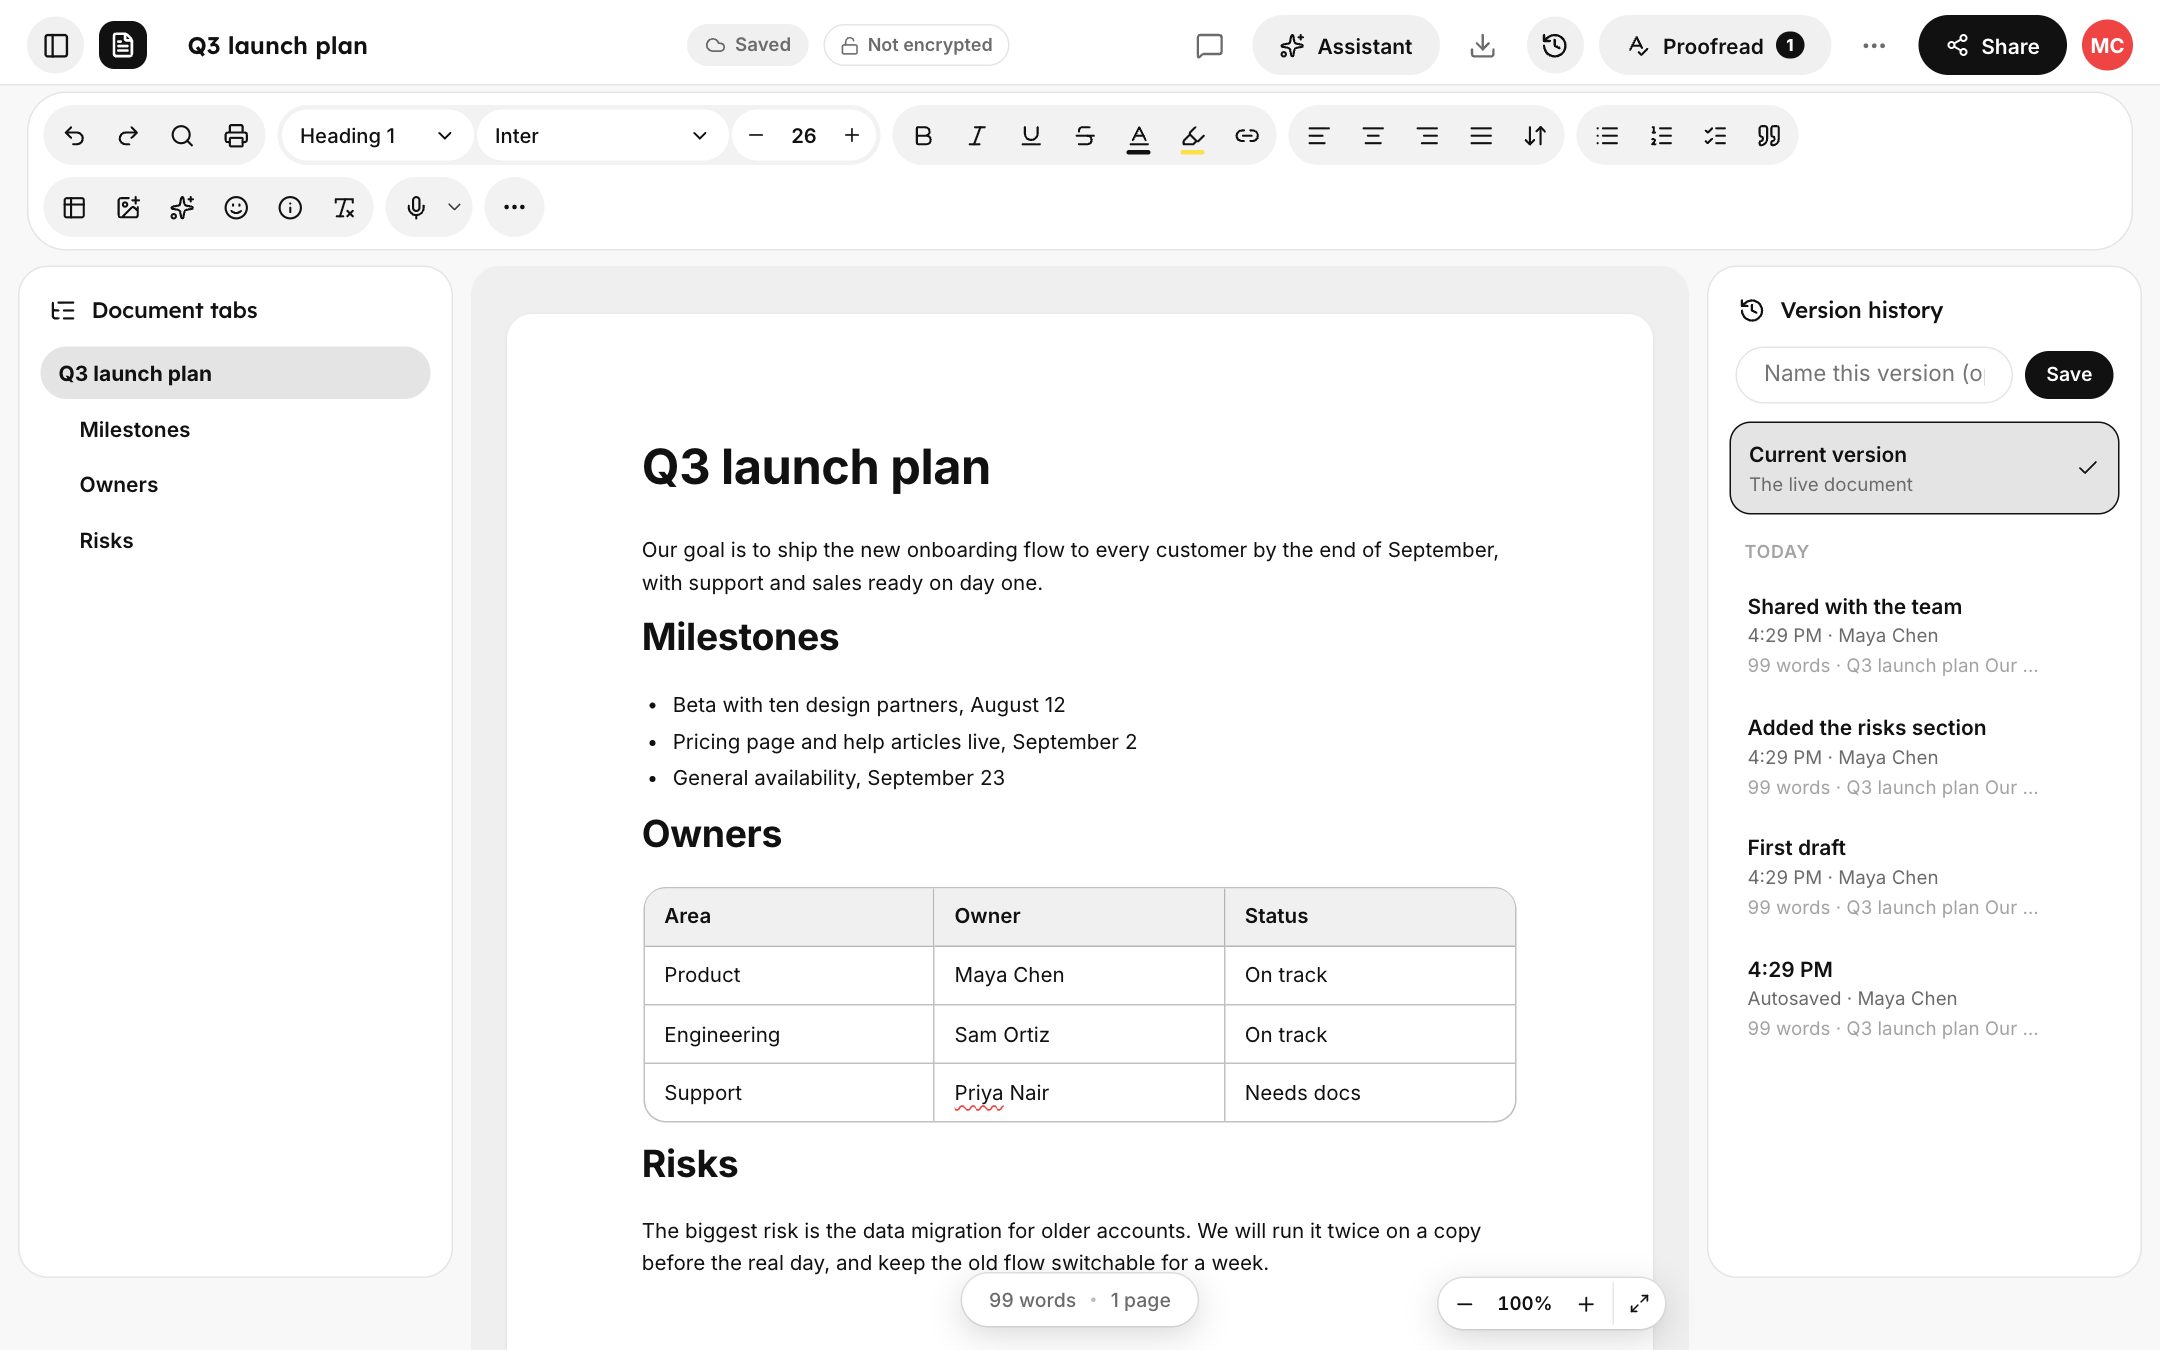 Q3 launch plan
Saved
Not encrypted
Assistant
Proofread 1
Share
MC
Heading 1
Inter
26
Document tabs
Q3 launch plan
Milestones
Owners
Risks
Q3 launch plan
Our goal is to ship the new onboarding flow to every customer by the end of September,
with support and sales ready on day one.
Milestones
• Beta with ten design partners, August 12
• Pricing page and help articles live, September 2
• General availability, September 23
Owners
Area Owner Status
Product Maya Chen On track
Engineering Sam Ortiz On track
Support Priya Nair Needs docs
Risks
The biggest risk is the data migration for older accounts. We will run it twice on a copy
before the real day, and keep the old flow switchable for a week.
99 words • 1 page
100%
Version history
Name this version (o
Save
Current version
The live document
TODAY
Shared with the team
4:29 PM · Maya Chen
99 words · Q3 launch plan Our ...
Added the risks section
4:29 PM · Maya Chen
99 words · Q3 launch plan Our ...
First draft
4:29 PM · Maya Chen
99 words · Q3 launch plan Our ...
4:29 PM
Autosaved · Maya Chen
99 words · Q3 launch plan Our ...